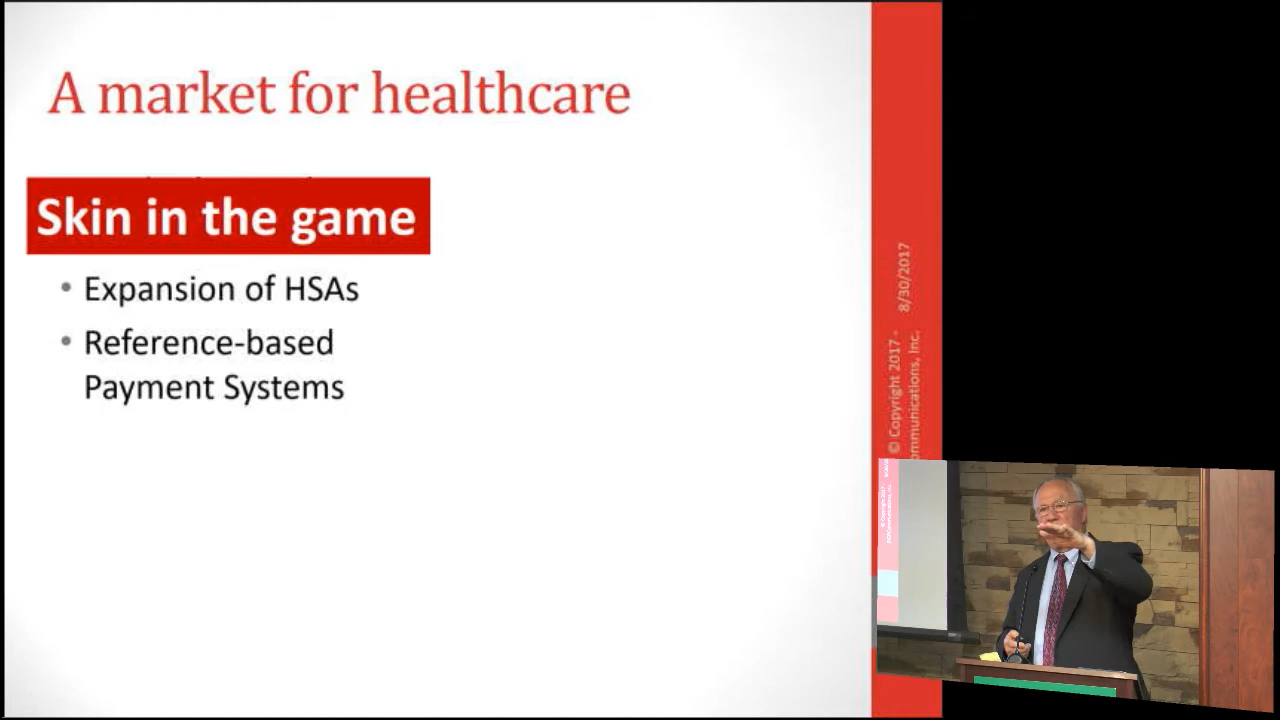 A market for healthcare
Skin in the game
• Expansion of HSAs
• Reference-based
Payment Systems
8/30/2017
© Copyright 2017 -
ommunications, Inc.